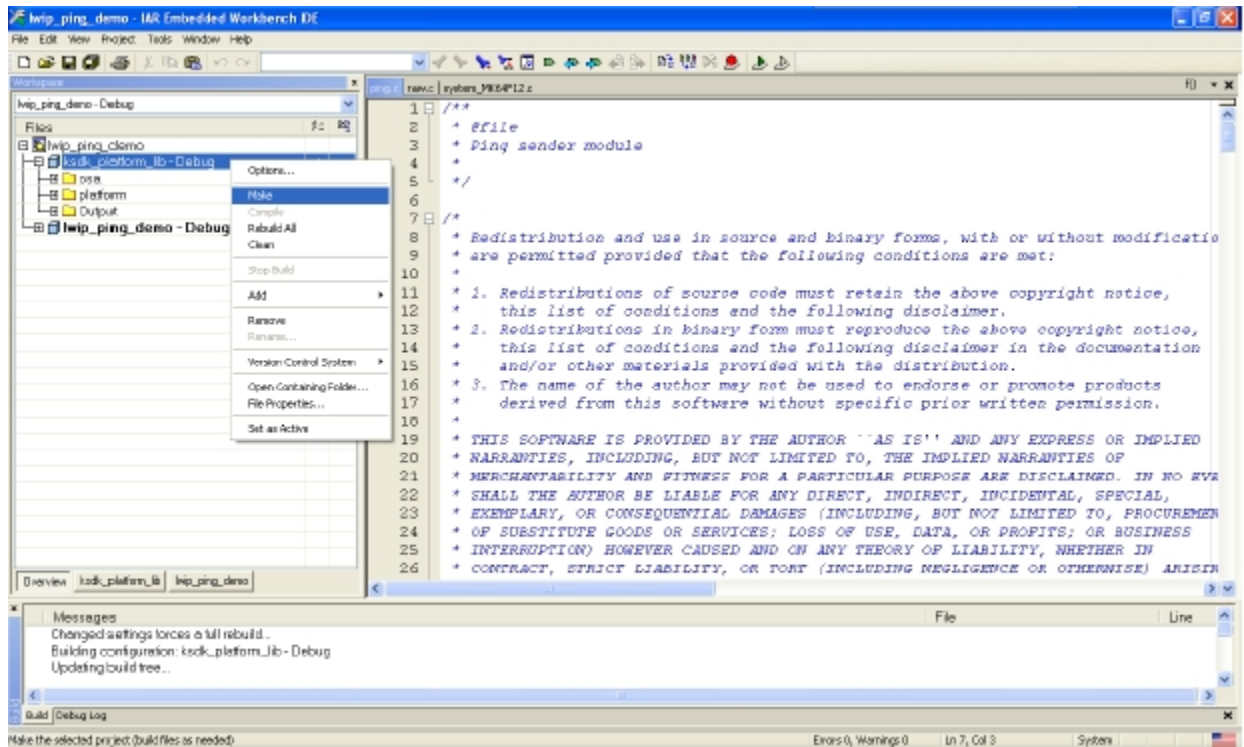 lwip_ping_demo - IAR Embedded Workbench IDE
File Edit View Project Tools Window Help
Workspace
lwip_ping_demo - Debug
Files
lwip_ping_demo
ksdk_platform_lib - Debug
osa
platform
Output
lwip_ping_demo - Debug
Options...
Make
Compile
Rebuild All
Clean
Stop Build
Add
Remove
Rename...
Version Control System
Open Containing Folder...
File Properties...
Set as Active
Overview ksdk_platform_lib lwip_ping_demo
ping.c raw.c system_MK64F12.c
f()
1 /**
2 * @file
3 * Ping sender module
4 *
5 */
6
7 /*
8 * Redistribution and use in source and binary forms, with or without modificatio
9 * are permitted provided that the following conditions are met:
10 *
11 * 1. Redistributions of source code must retain the above copyright notice,
12 * this list of conditions and the following disclaimer.
13 * 2. Redistributions in binary form must reproduce the above copyright notice,
14 * this list of conditions and the following disclaimer in the documentation
15 * and/or other materials provided with the distribution.
16 * 3. The name of the author may not be used to endorse or promote products
17 * derived from this software without specific prior written permission.
18 *
19 * THIS SOFTWARE IS PROVIDED BY THE AUTHOR ``AS IS'' AND ANY EXPRESS OR IMPLIED
20 * WARRANTIES, INCLUDING, BUT NOT LIMITED TO, THE IMPLIED WARRANTIES OF
21 * MERCHANTABILITY AND FITNESS FOR A PARTICULAR PURPOSE ARE DISCLAIMED. IN NO EVE
22 * SHALL THE AUTHOR BE LIABLE FOR ANY DIRECT, INDIRECT, INCIDENTAL, SPECIAL,
23 * EXEMPLARY, OR CONSEQUENTIAL DAMAGES (INCLUDING, BUT NOT LIMITED TO, PROCUREMEN
24 * OF SUBSTITUTE GOODS OR SERVICES; LOSS OF USE, DATA, OR PROFITS; OR BUSINESS
25 * INTERRUPTION) HOWEVER CAUSED AND ON ANY THEORY OF LIABILITY, WHETHER IN
26 * CONTRACT, STRICT LIABILITY, OR TORT (INCLUDING NEGLIGENCE OR OTHERWISE) ARISIN
Messages File Line
Changed settings forces a full rebuild...
Building configuration: ksdk_platform_lib - Debug
Updating build tree...
Build Debug Log
Make the selected project (build files as needed)
Errors 0, Warnings 0
Ln 7, Col 3
System